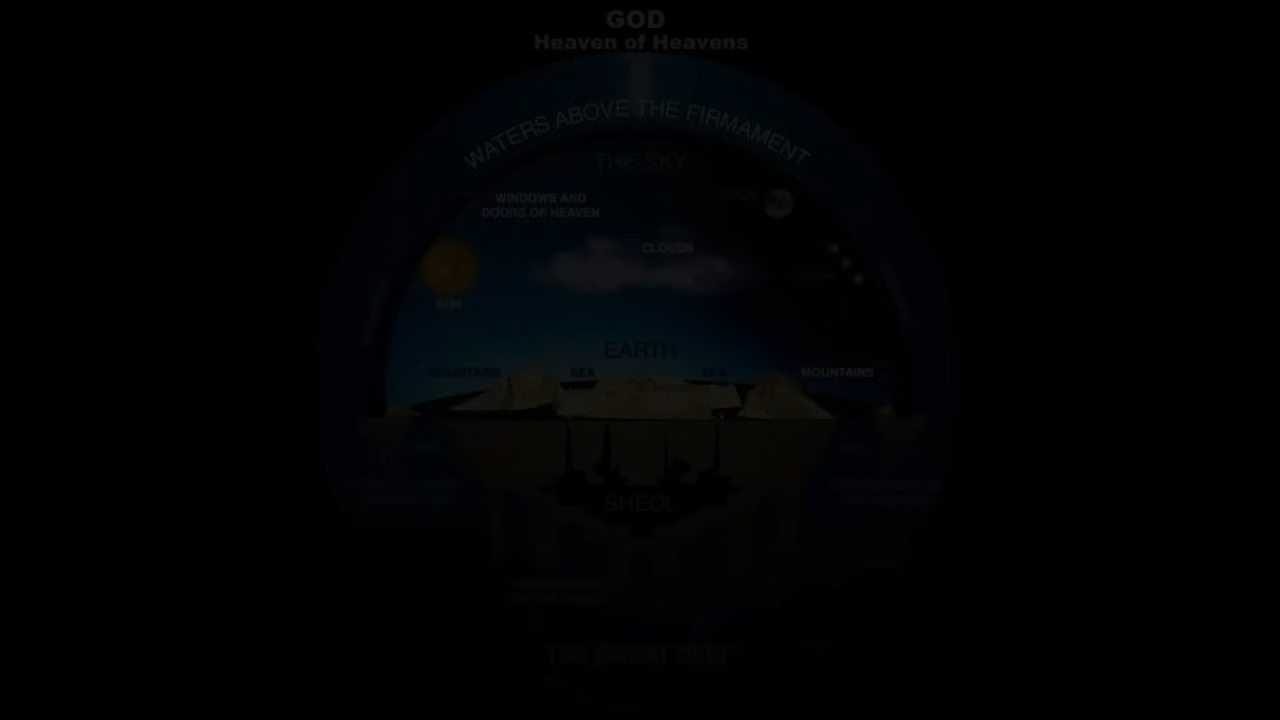 GOD
Heaven of Heavens
WATERS ABOVE THE FIRMAMENT
THE SKY
WINDOWS AND
DOORS OF HEAVEN
MOON
CLOUDS
SUN
EARTH
MOUNTAINS SEA SEA MOUNTAINS
SHEOL
THE GREAT DEEP